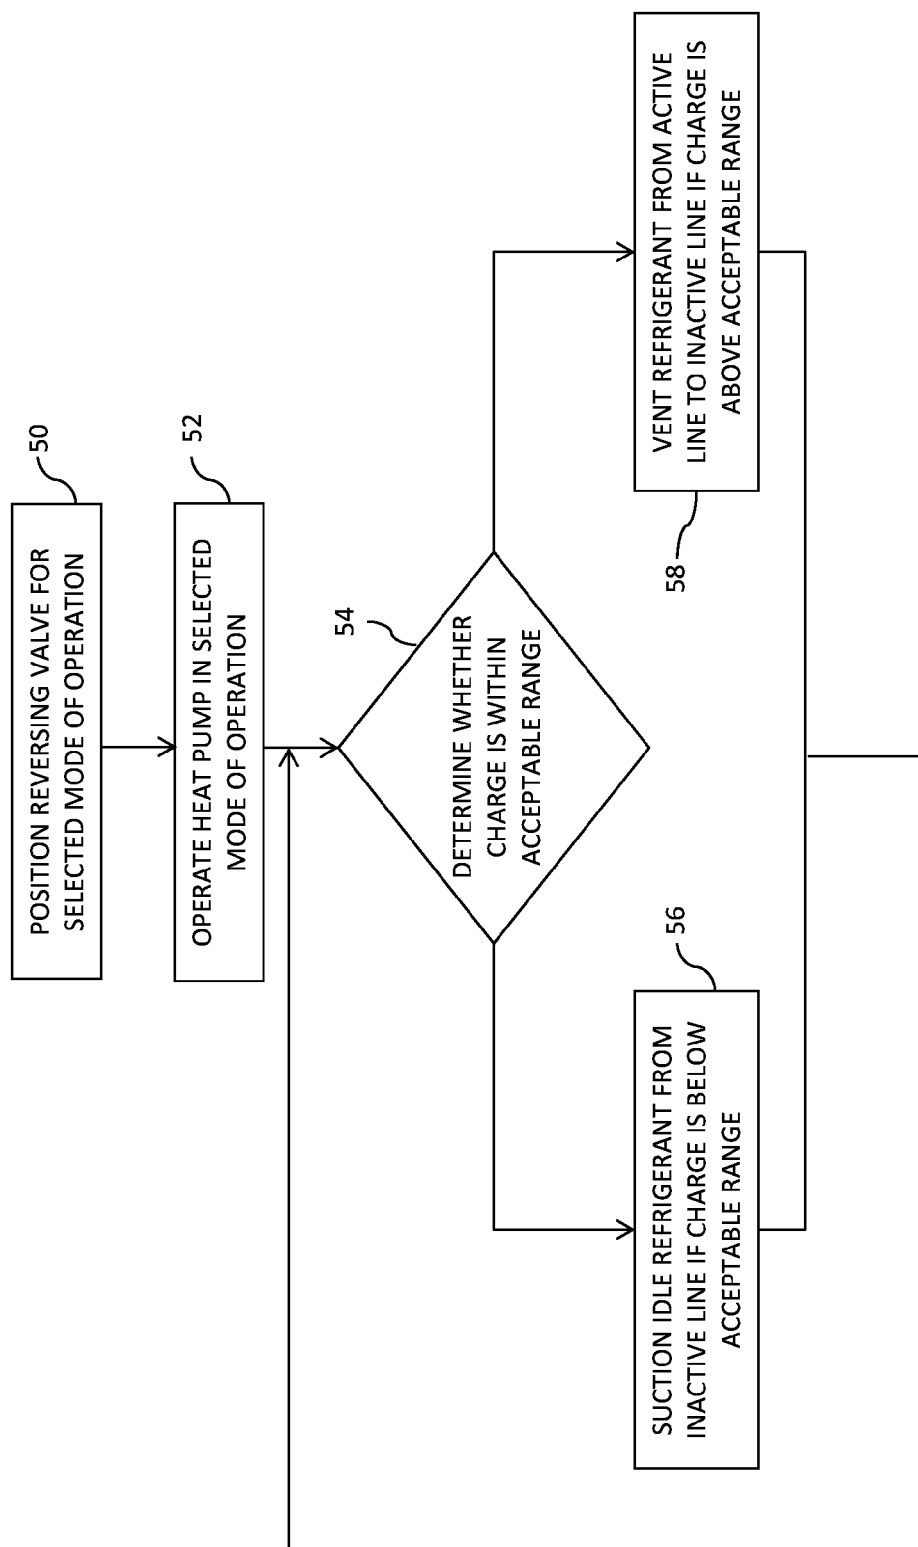 50
POSITION REVERSING VALVE FOR
SELECTED MODE OF OPERATION
52
OPERATE HEAT PUMP IN SELECTED
MODE OF OPERATION
54
DETERMINE WHETHER
CHARGE IS WITHIN
ACCEPTABLE RANGE
56
SUCTION IDLE REFRIGERANT FROM
INACTIVE LINE IF CHARGE IS BELOW
ACCEPTABLE RANGE
VENT REFRIGERANT FROM ACTIVE
LINE TO INACTIVE LINE IF CHARGE IS
ABOVE ACCEPTABLE RANGE
58